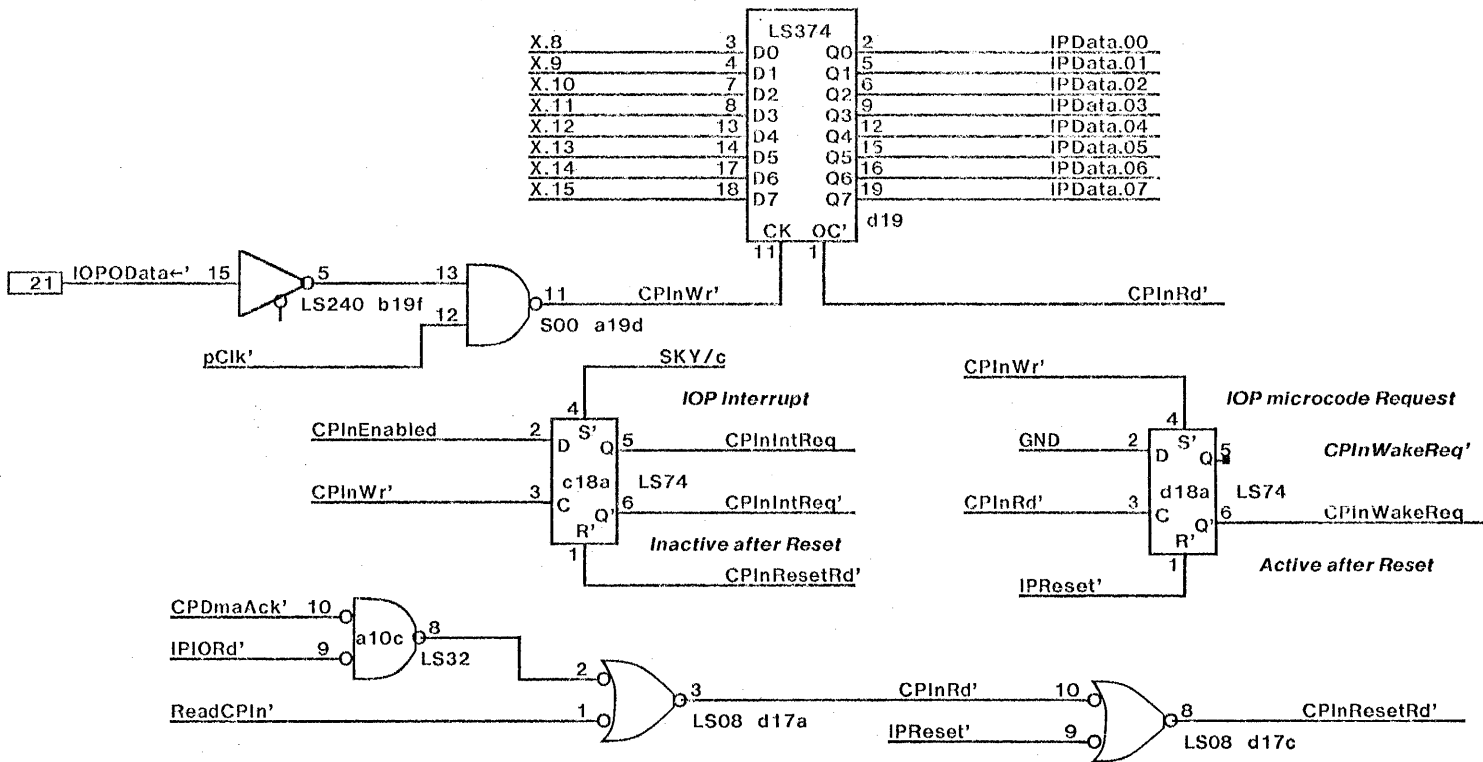 LS374
X.8 3 D0 Q0 2 IPData.00
X.9 4 D1 Q1 5 IPData.01
X.10 7 D2 Q2 6 IPData.02
X.11 8 D3 Q3 9 IPData.03
X.12 13 D4 Q4 12 IPData.04
X.13 14 D5 Q5 15 IPData.05
X.14 17 D6 Q6 16 IPData.06
X.15 18 D7 Q7 19 IPData.07
d19
CK OC'
11 1
21 IOPOData←' 15 5 13
LS240 b19f
12 11 CPInWr' CPInRd'
S00 a19d
pClk'
SKY/c
IOP Interrupt
4
S'
CPInEnabled 2 D Q 5 CPInIntReq
c18a LS74
CPInWr' 3 C Q' 6 CPInIntReq'
R'
Inactive after Reset
1 CPInResetRd'
CPInWr'
IOP microcode Request
4
S'
GND 2 D Q 5 CPInWakeReq'
d18a LS74
CPInRd' 3 C Q' 6 CPInWakeReq
R'
Active after Reset
1
IPReset'
CPDmaAck' 10
a10c 8
IPIORd' 9 LS32
2
ReadCPIn' 1 3 CPInRd' 10
LS08 d17a
IPReset' 9 8 CPInResetRd'
LS08 d17c